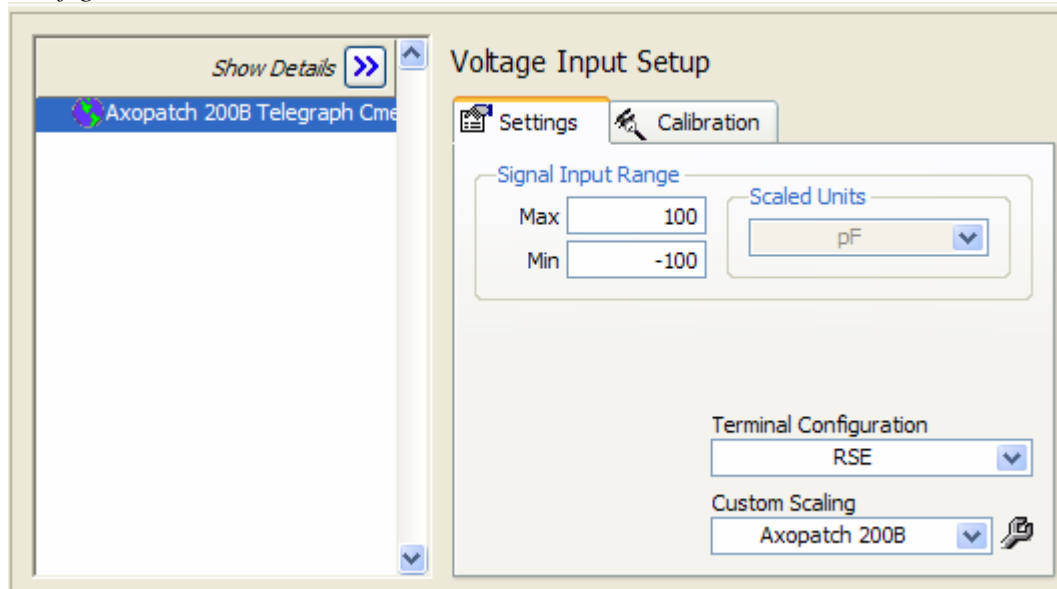 Show Details
Axopatch 200B Telegraph Cme
Voltage Input Setup
Settings
Calibration
Signal Input Range
Max 100
Min -100
Scaled Units
pF
Terminal Configuration
RSE
Custom Scaling
Axopatch 200B